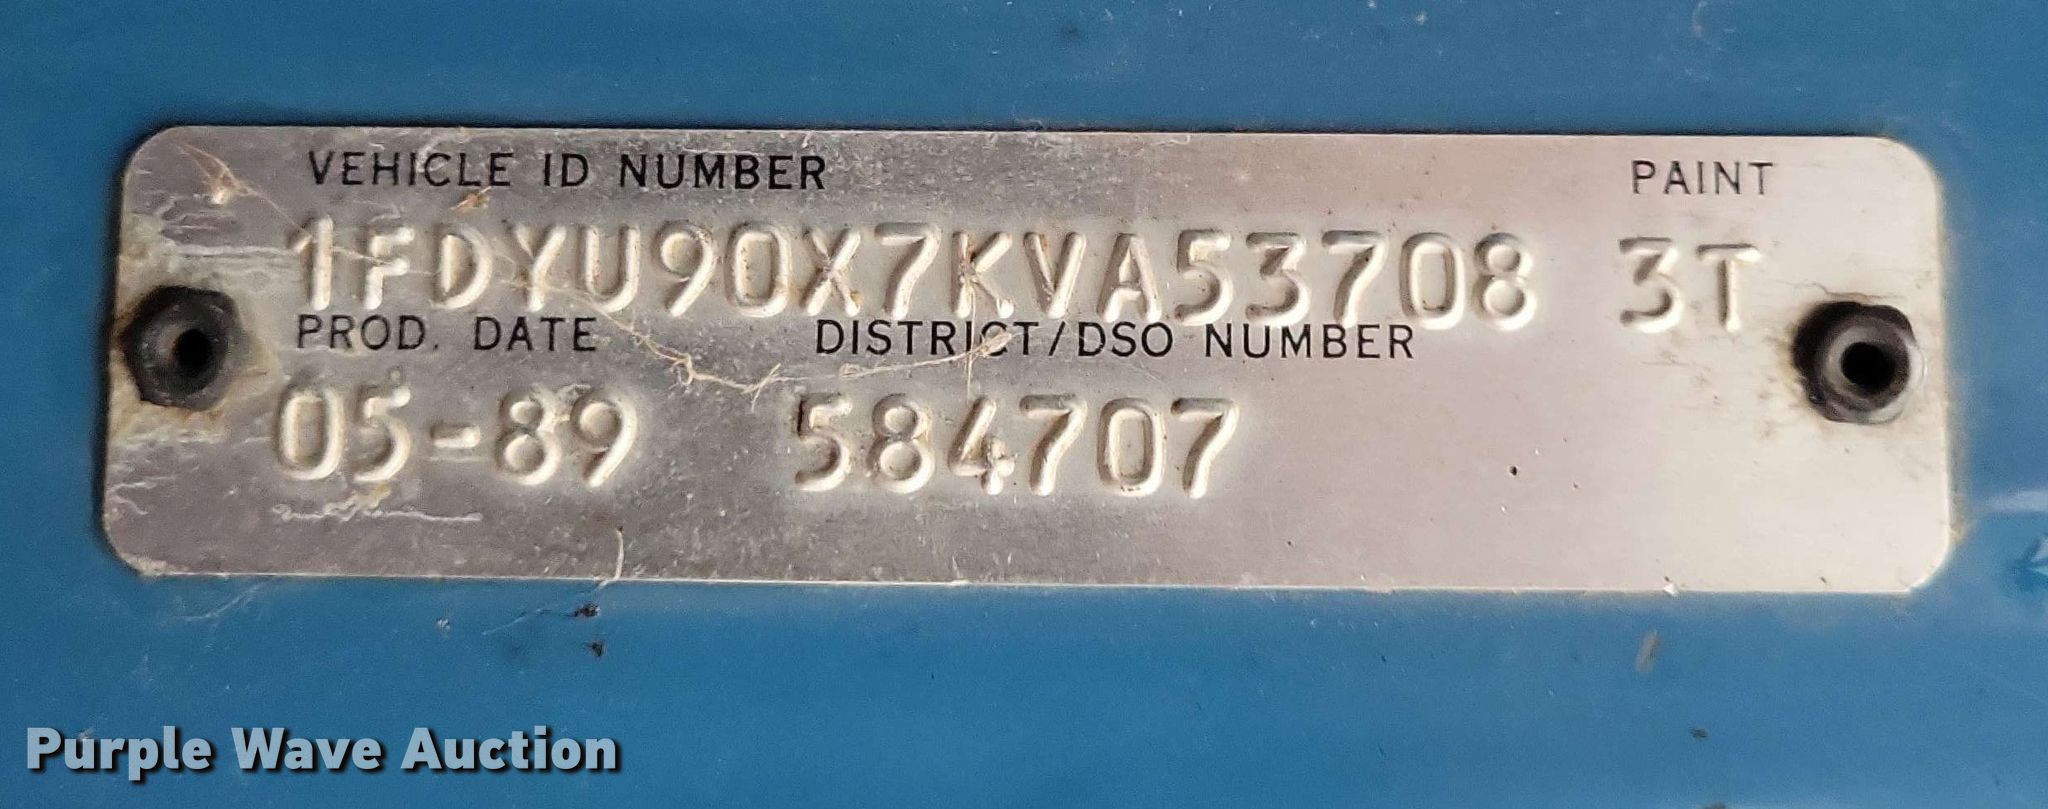 VEHICLE ID NUMBER PAINT
1FDYU90X7KVA53708 3T
PROD. DATE DISTRICT/DSO NUMBER
05-89 584707
Purple Wave Auction